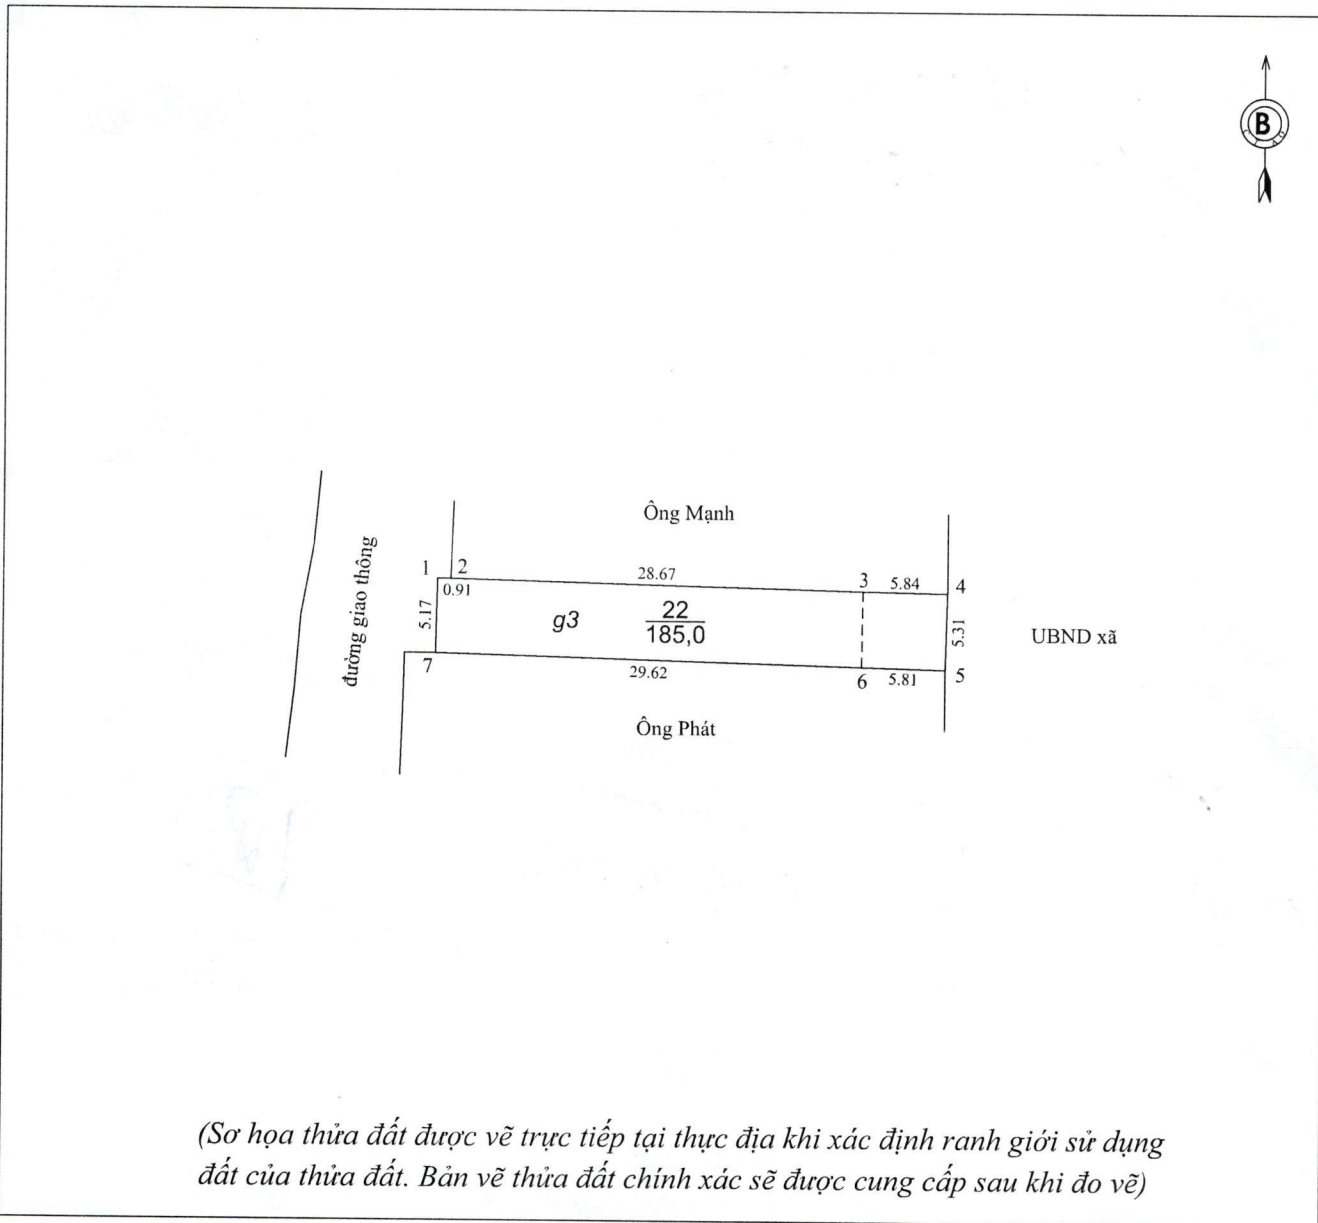 B
Ông Mạnh
đường giao thông
1
2
28.67
3
5.84
4
0.91
5.17
g3
22
185,0
5.31
UBND xã
7
29.62
6
5.81
5
Ông Phát
(Sơ họa thửa đất được vẽ trực tiếp tại thực địa khi xác định ranh giới sử dụng
đất của thửa đất. Bản vẽ thửa đất chính xác sẽ được cung cấp sau khi đo vẽ)